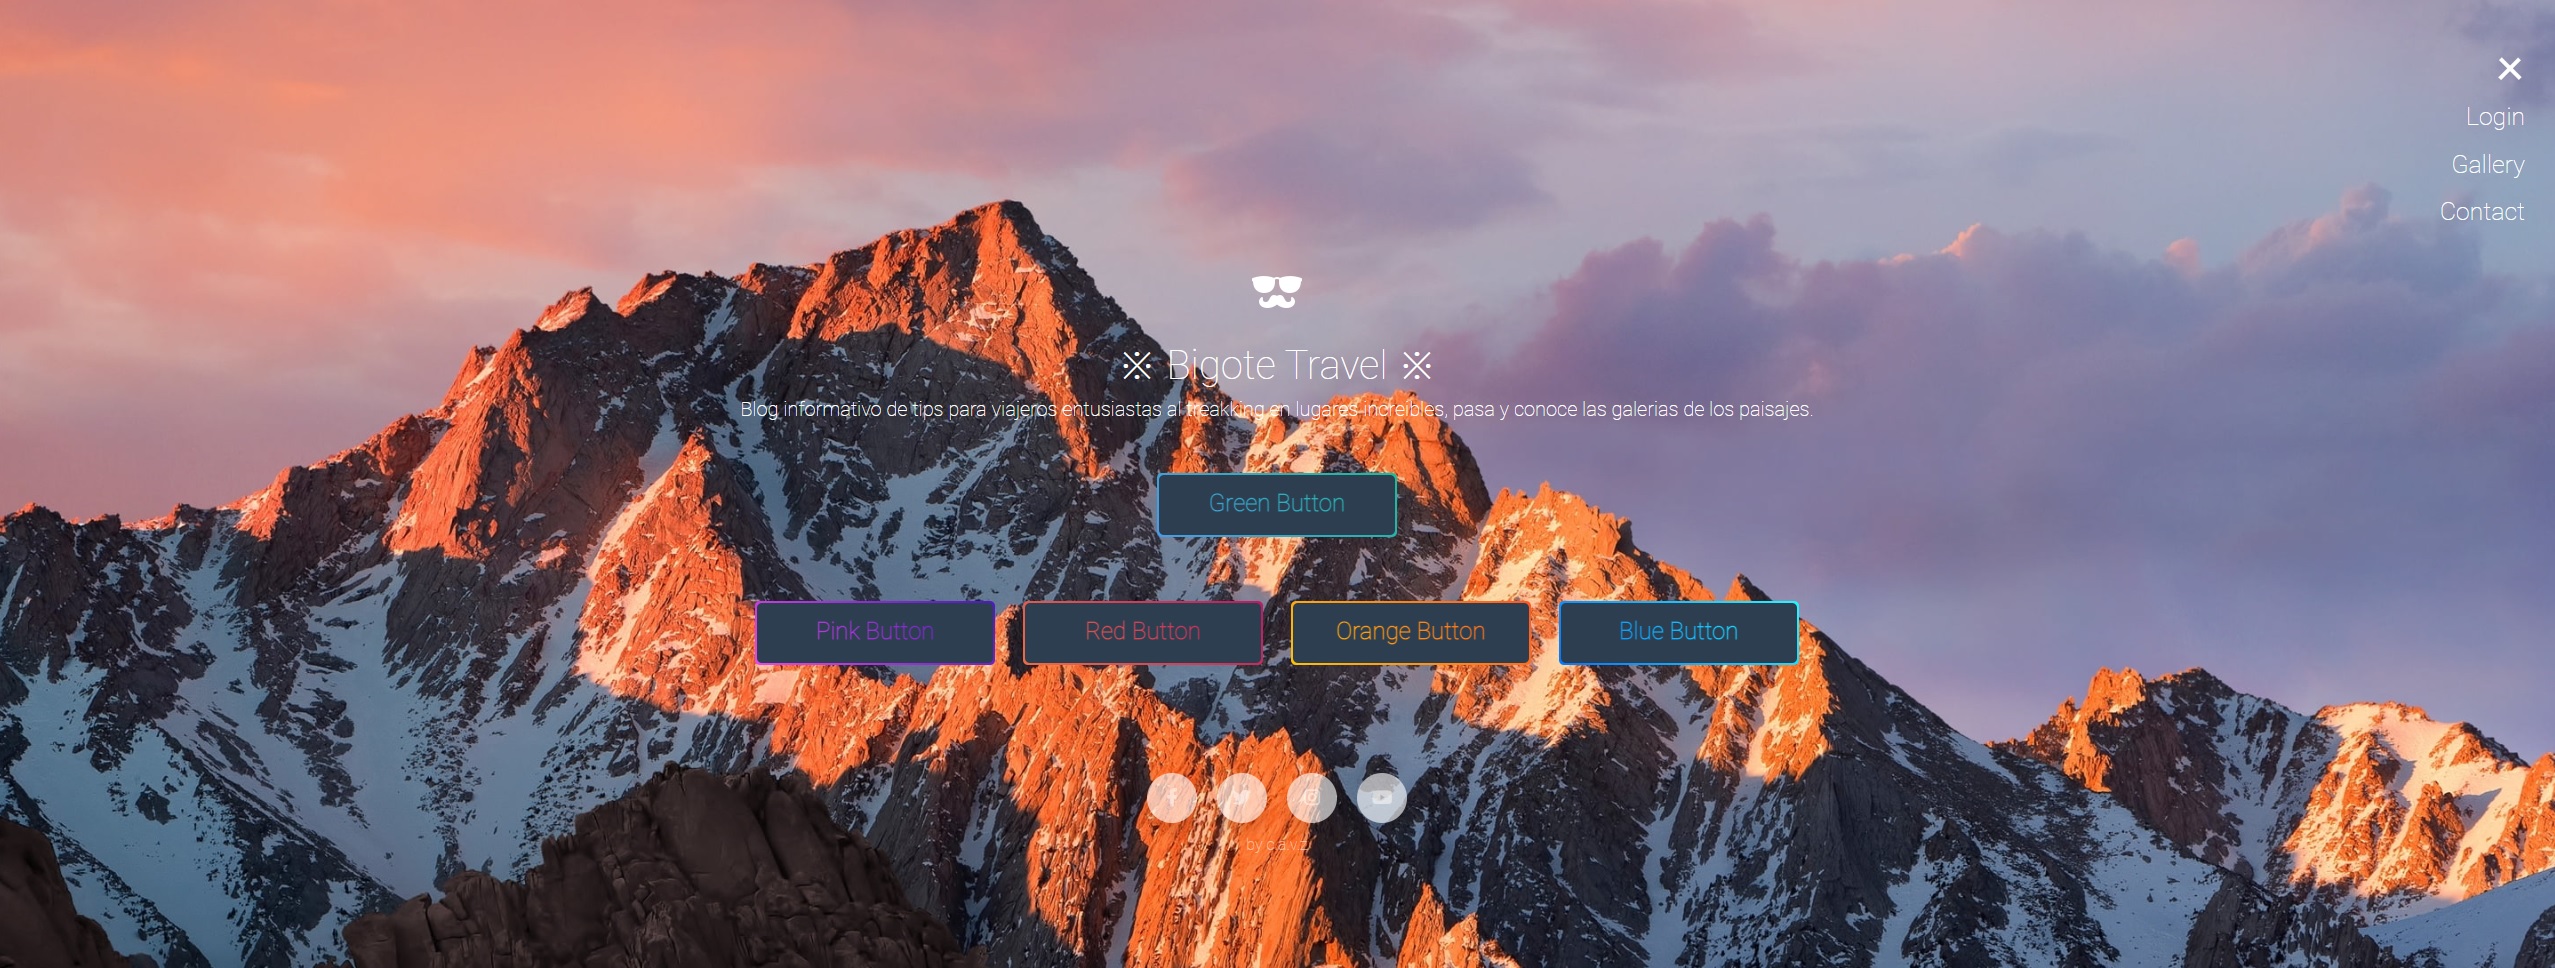 Login
Gallery
Contact
※ Bigote Travel ※
Blog informativo de tips para viajeros entusiastas al treakking en lugares increibles, pasa y conoce las galerias de los paisajes.
Green Button
Pink Button
Red Button
Orange Button
Blue Button
by c.a.v.z